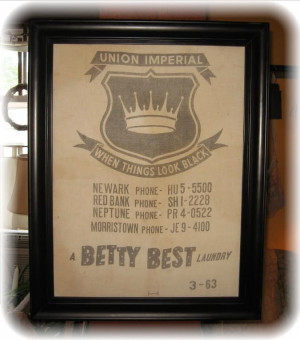 UNION IMPERIAL
WHEN THINGS LOOK BLACK
NEWARK PHONE- HU 5-5500
RED BANK PHONE- SH 1-2228
NEPTUNE PHONE- PR 4-0522
MORRISTOWN PHONE- JE 9-4100
A BETTY BEST LAUNDRY
3-63